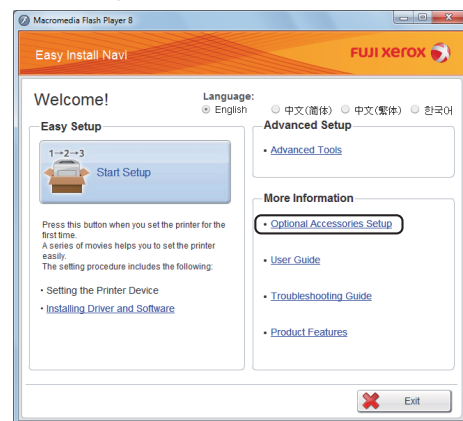 Macromedia Flash Player 8
Easy Install Navi
FUJI xerox
Welcome!
Language:
English 中文(简体) 中文(繁体) 한국어
Easy Setup
1→2→3
Start Setup
Press this button when you set the printer for the
first time.
A series of movies helps you to set the printer
easily.
The setting procedure includes the following:
• Setting the Printer Device
• Installing Driver and Software
Advanced Setup
• Advanced Tools
More Information
• Optional Accessories Setup
• User Guide
• Troubleshooting Guide
• Product Features
Exit